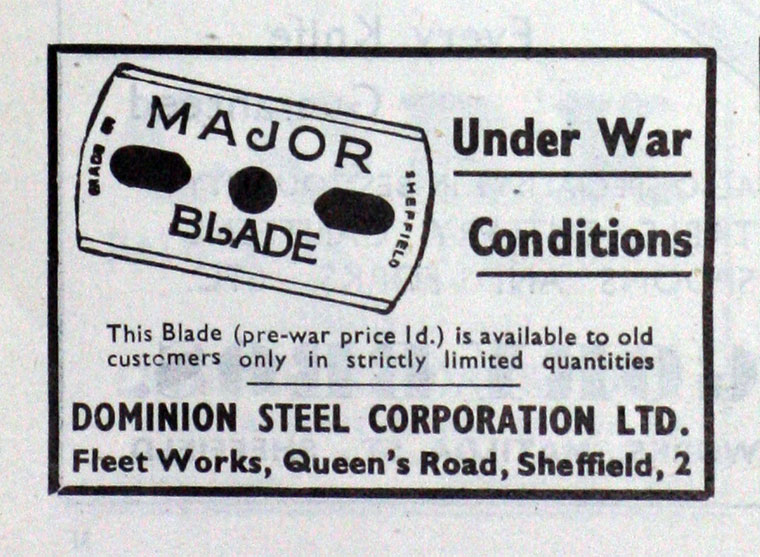 MAJOR
BLADE
SHEFFIELD
Under War
Conditions
This Blade (pre-war price 1d.) is available to old
customers only in strictly limited quantities
DOMINION STEEL CORPORATION LTD.
Fleet Works, Queen's Road, Sheffield, 2